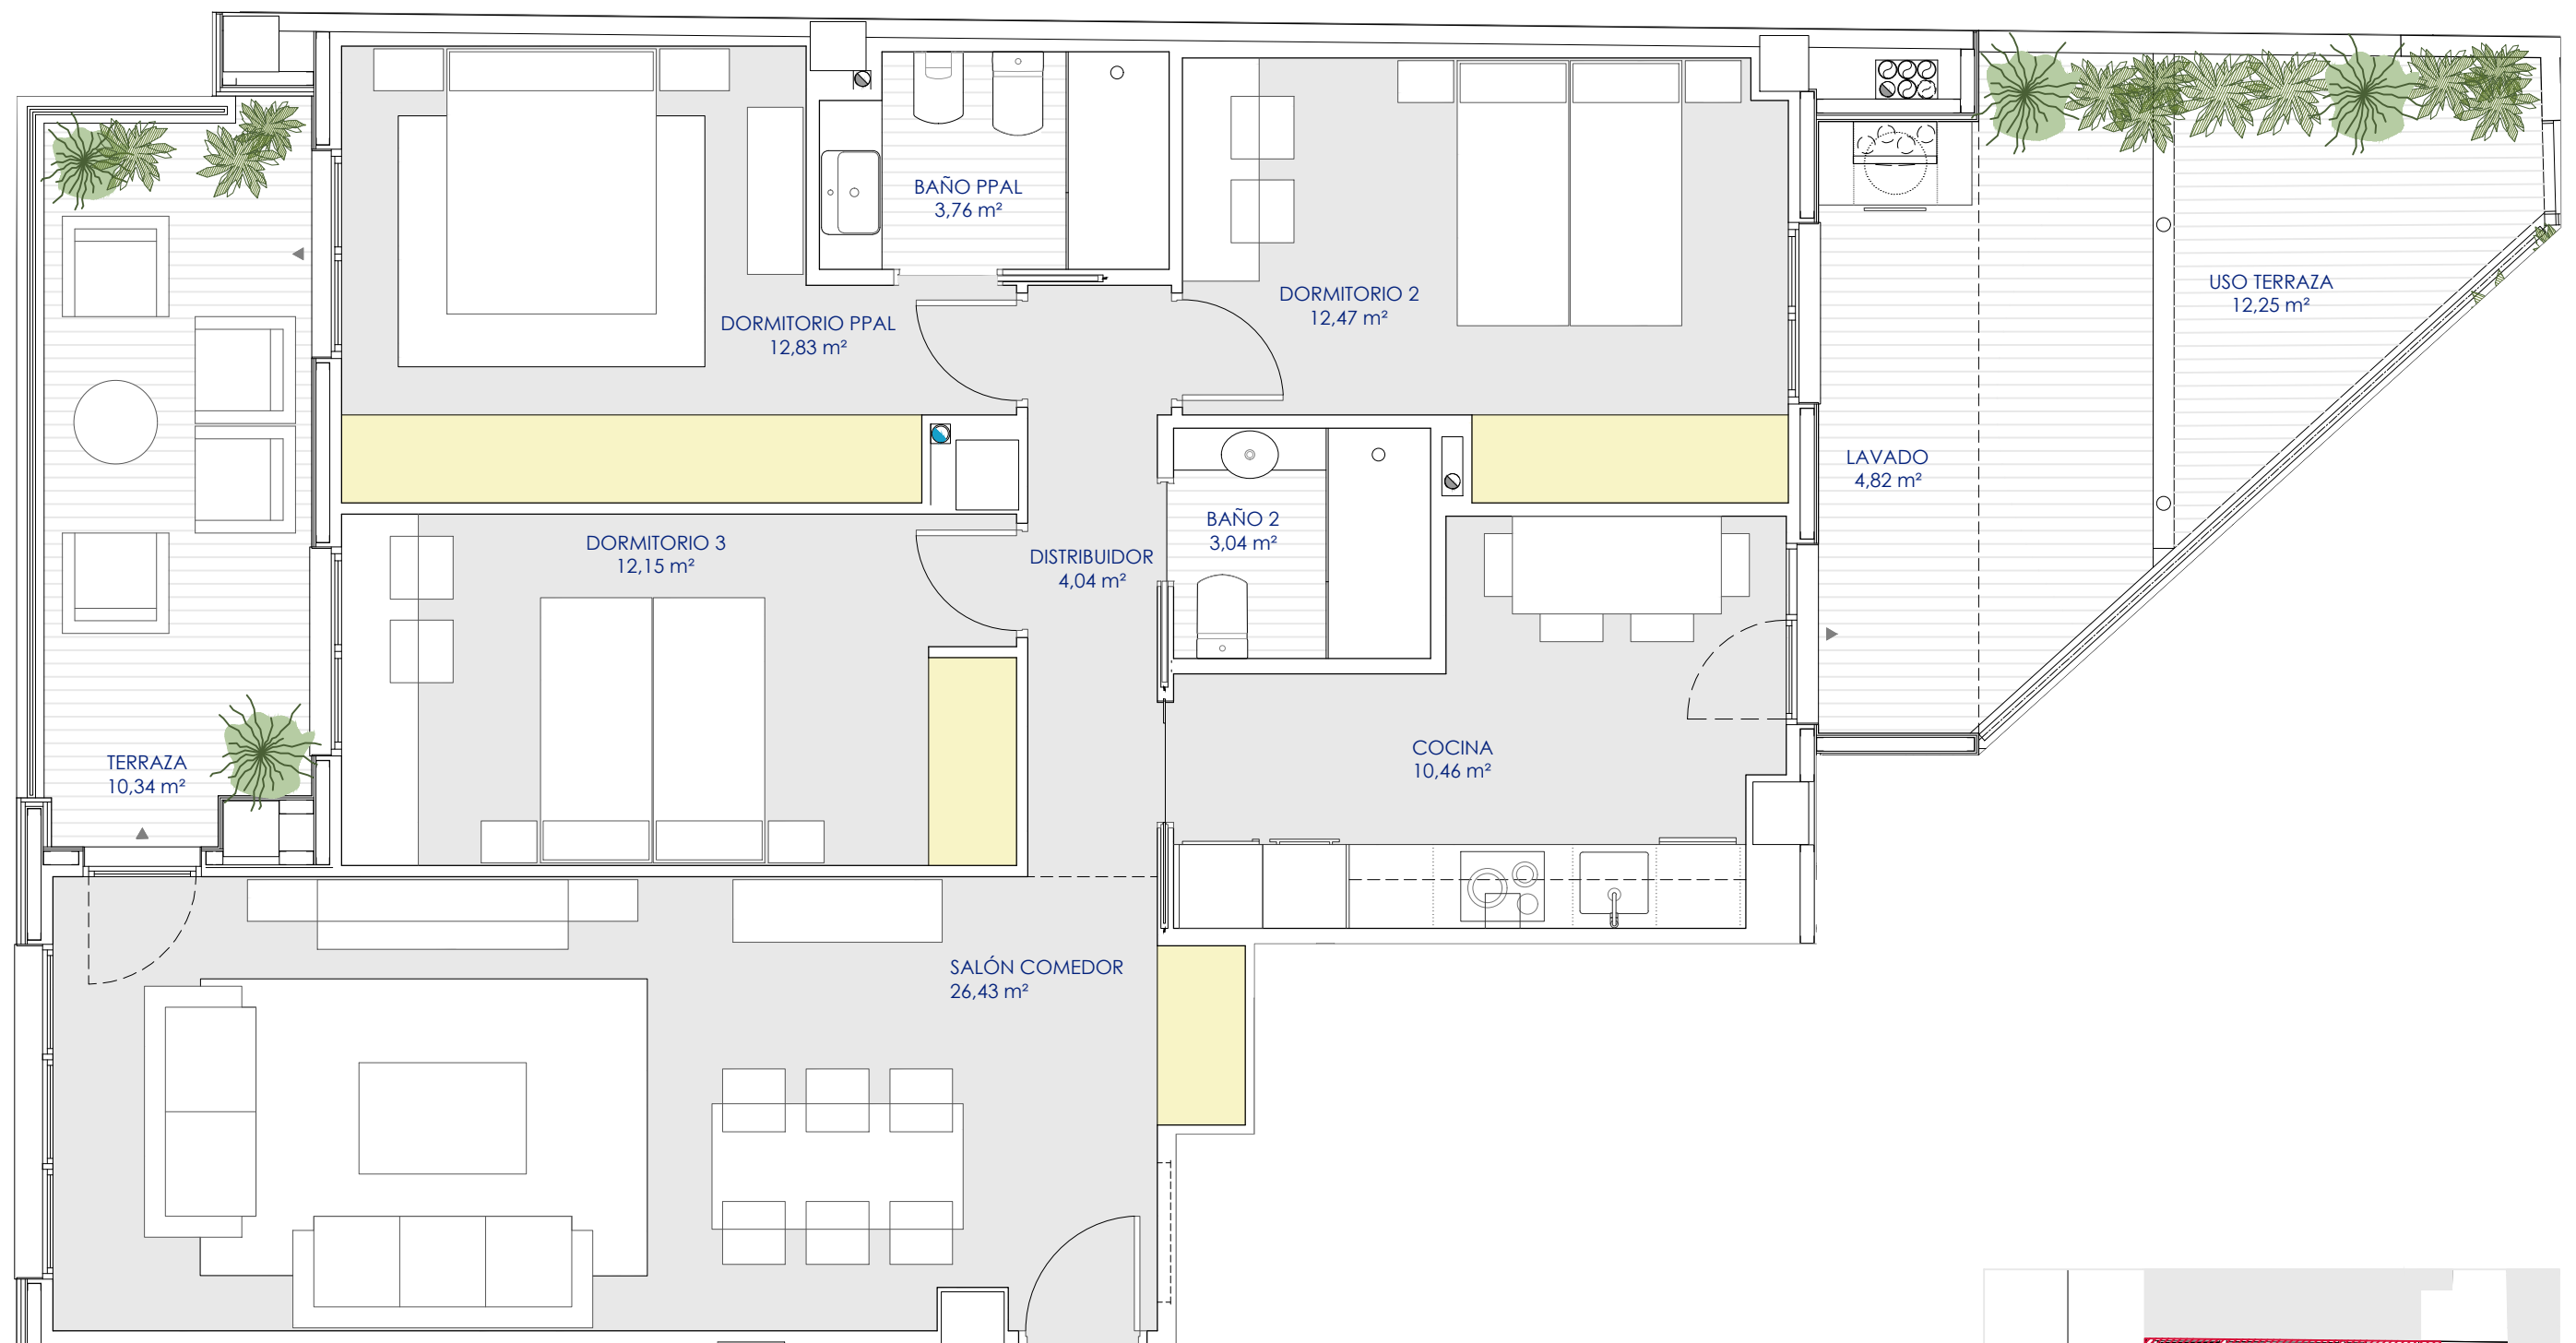 BAÑO PPAL
3,76 m²
DORMITORIO PPAL
12,83 m²
DORMITORIO 2
12,47 m²
USO TERRAZA
12,25 m²
LAVADO
4,82 m²
DORMITORIO 3
12,15 m²
DISTRIBUIDOR
4,04 m²
BAÑO 2
3,04 m²
TERRAZA
10,34 m²
COCINA
10,46 m²
SALÓN COMEDOR
26,43 m²